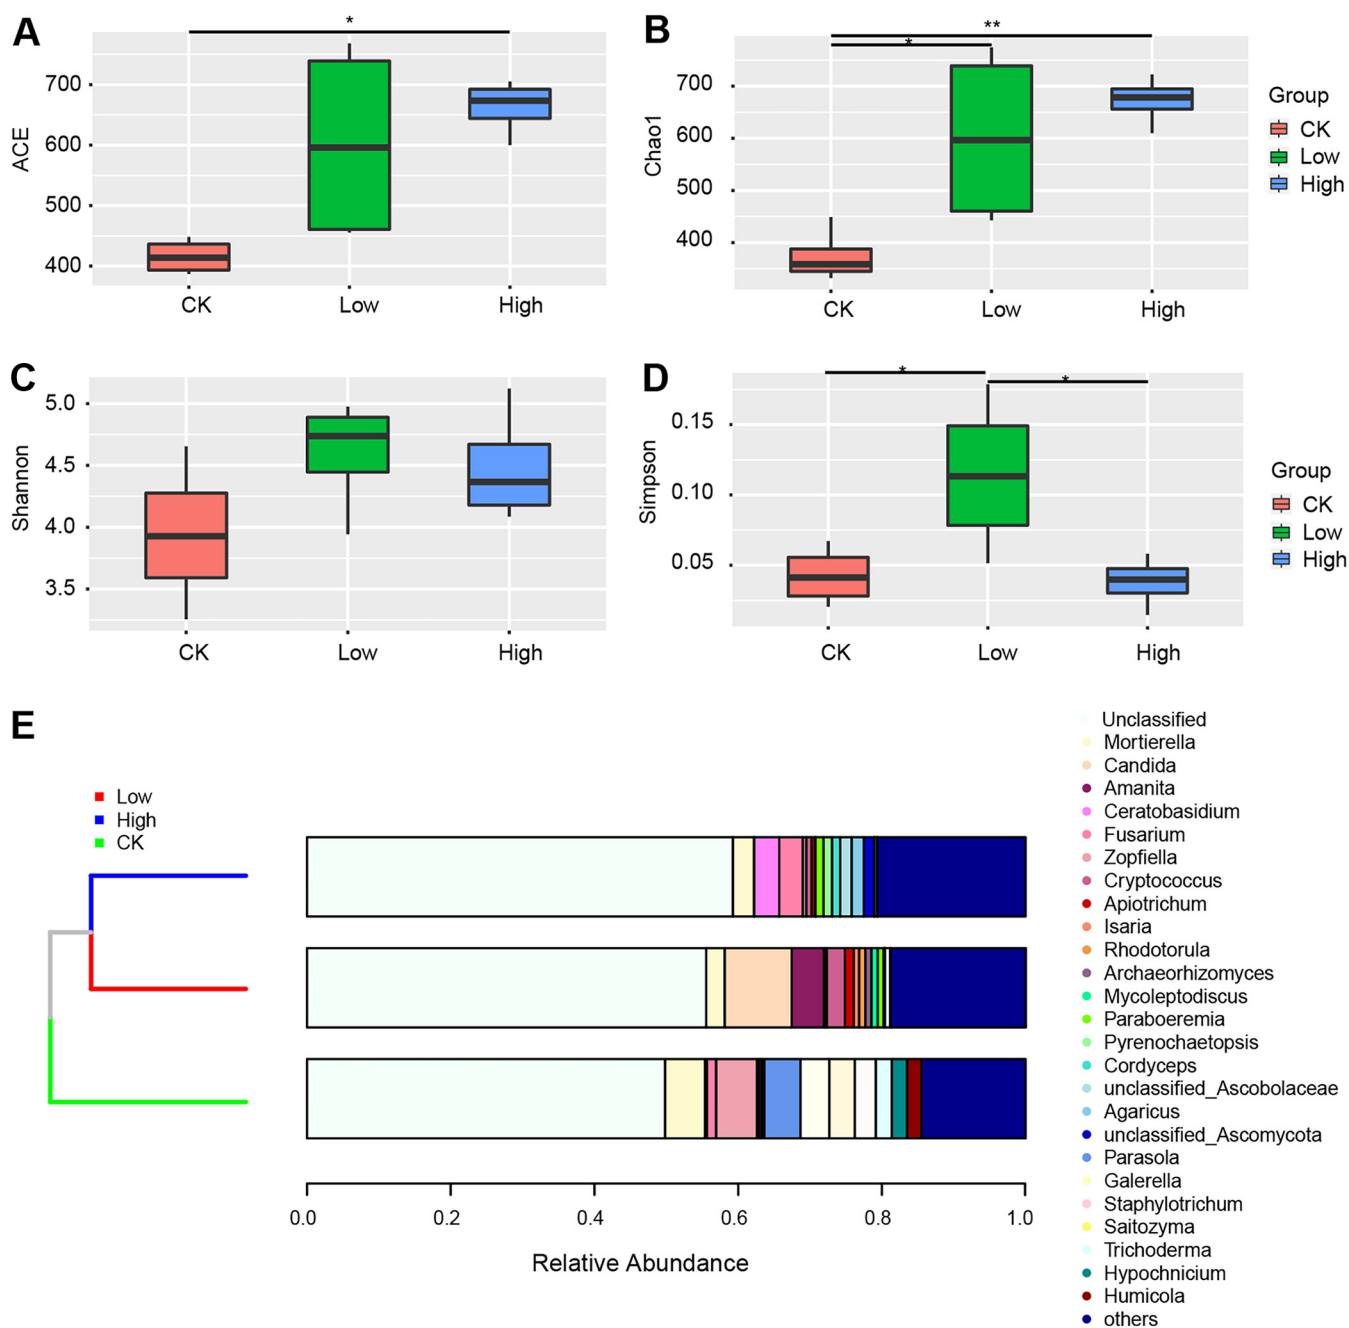 A
*
ACE
700
600
500
400
CK Low High
B
**
*
Chao1
700
600
500
400
CK Low High
Group
CK
Low
High
C
Shannon
5.0
4.5
4.0
3.5
CK Low High
D
* *
Simpson
0.15
0.10
0.05
CK Low High
Group
CK
Low
High
E
Low
High
CK
0.0 0.2 0.4 0.6 0.8 1.0
Relative Abundance
Unclassified
Mortierella
Candida
Amanita
Ceratobasidium
Fusarium
Zopfiella
Cryptococcus
Apiotrichum
Isaria
Rhodotorula
Archaeorhizomyces
Mycoleptodiscus
Paraboeremia
Pyrenochaetopsis
Cordyceps
unclassified_Ascobolaceae
Agaricus
unclassified_Ascomycota
Parasola
Galerella
Staphylotrichum
Saitozyma
Trichoderma
Hypochnicium
Humicola
others